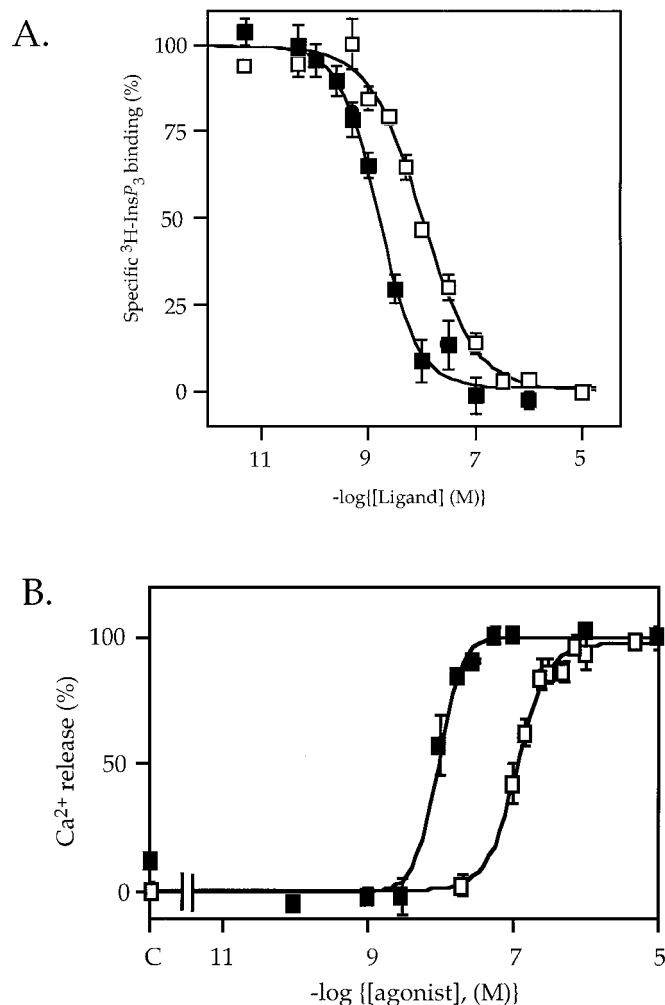 A.
100
75
50
25
0
Specific ³H-InsP₃ binding (%)
11 9 7 5
-log{[Ligand] (M)}
B.
100
50
0
Ca²⁺ release (%)
C 11 9 7 5
-log {[agonist], (M)}